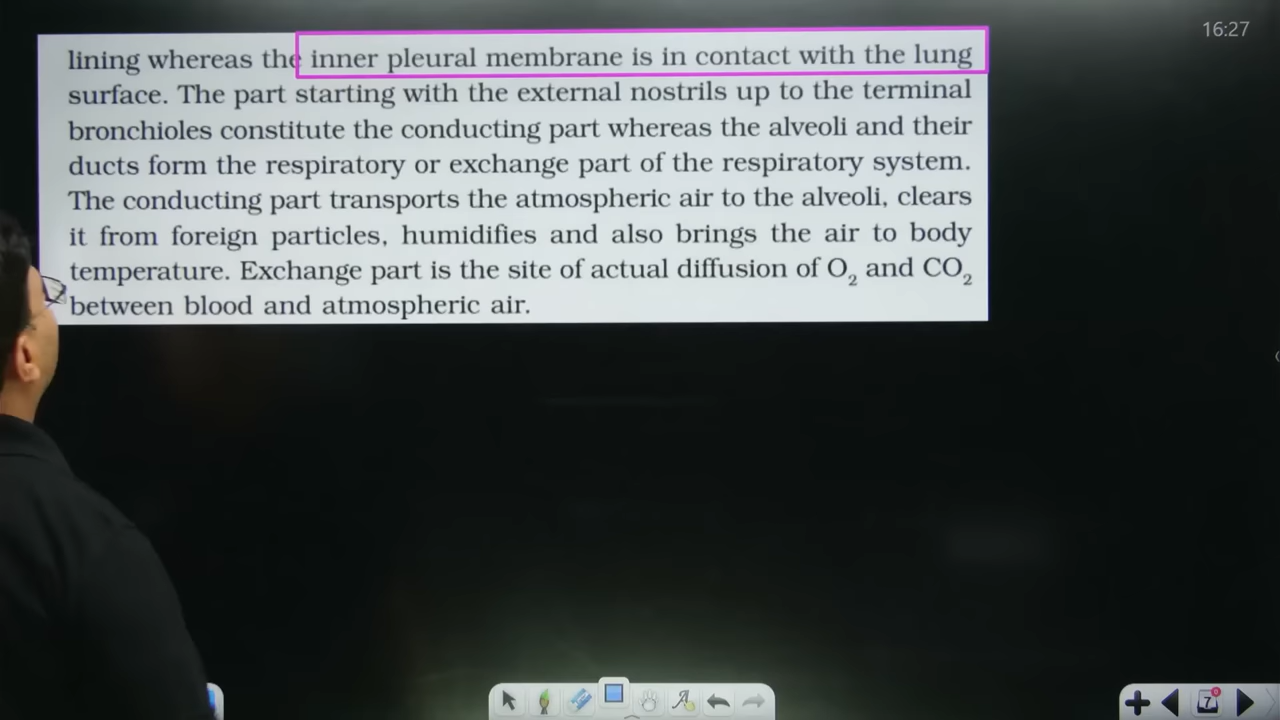 16:27
lining whereas the inner pleural membrane is in contact with the lung
surface. The part starting with the external nostrils up to the terminal
bronchioles constitute the conducting part whereas the alveoli and their
ducts form the respiratory or exchange part of the respiratory system.
The conducting part transports the atmospheric air to the alveoli, clears
it from foreign particles, humidifies and also brings the air to body
temperature. Exchange part is the site of actual diffusion of O₂ and CO₂
between blood and atmospheric air.
7